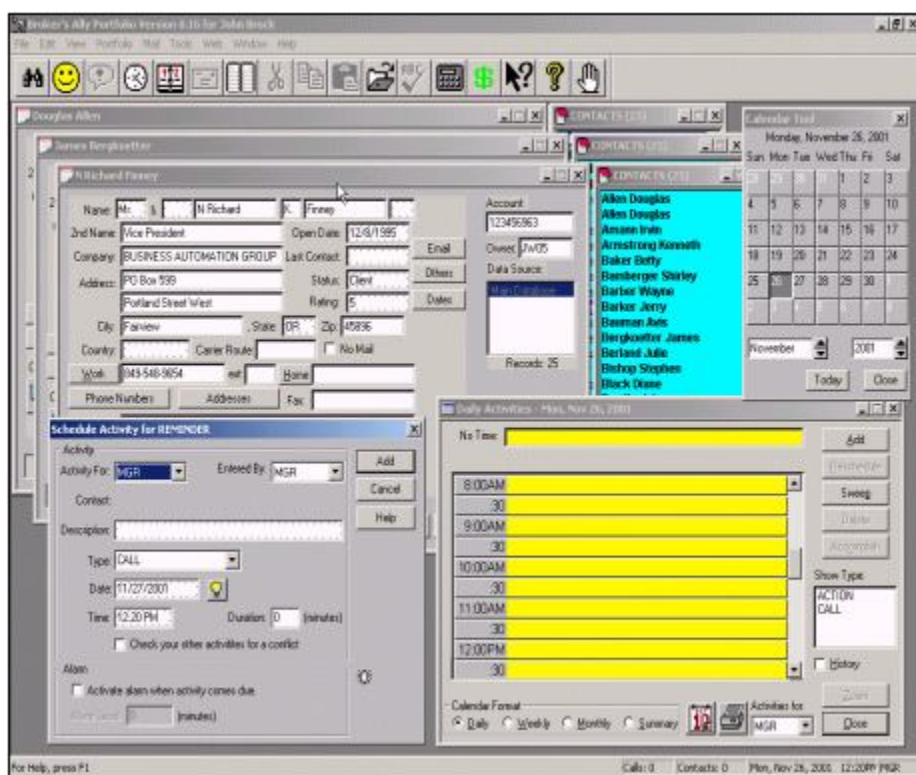 Broker's Ally Portfolio Version 6.16 for John Brock
File Edit View Portfolio Mail Tools Web Window Help
Douglas Allen
CONTACTS (23)
Calendar Tool
James Bergkoetter
Monday, November 26, 2001
Sun Mon Tue Wed Thu Fri Sat
1 2 3
4 5 6 7 8 9 10
11 12 13 14 15 16 17
18 19 20 21 22 23 24
25 26 27 28 29 30
November 2001
Today Close
N Richard Finney
Name: Mr. & N Richard K. Finney
2nd Name: Vice President Open Date: 12/8/1995
Company: BUSINESS AUTOMATION GROUP Last Contact:
Address: PO Box 599 Status: Client
Portland Street West Rating: 5
City: Fairview , State: OR Zip: 45896
Country: Carrier Route: No Mail
Work 849-548-9654 ext Home
Phone Numbers Addresses Fax:
Email
Others
Dates
Account
123456963
Owner: JW05
Data Source:
Main Database
Records: 25
Allen Douglas
Allen Douglas
Amann Irvin
Armstrong Kenneth
Baker Betty
Bamberger Shirley
Barber Wayne
Barker Jerry
Bauman Avis
Bergkoetter James
Berland Julie
Bishop Stephen
Black Diane
Schedule Activity for REMINDER
Activity
Activity For: MGR Entered By: MGR
Contact:
Description:
Type: CALL
Date: 11/27/2001
Time: 12:20 PM Duration: 0 (minutes)
Check your other activities for a conflict
Alarm
Activate alarm when activity comes due
(minutes)
Add
Cancel
Help
Daily Activities - Mon, Nov 26, 2001
No Time:
8:00AM
:30
9:00AM
:30
10:00AM
:30
11:00AM
:30
12:00PM
:30
Add
Reschedule
Sweep
Delete
Accomplish
Show Type:
ACTION
CALL
History
Zoom
Close
Calendar Format
Daily Weekly Monthly Summary
Activities for:
MGR
For Help, press F1
Calls: 0 Contacts: 0 Mon, Nov 26, 2001 12:20PM MGR